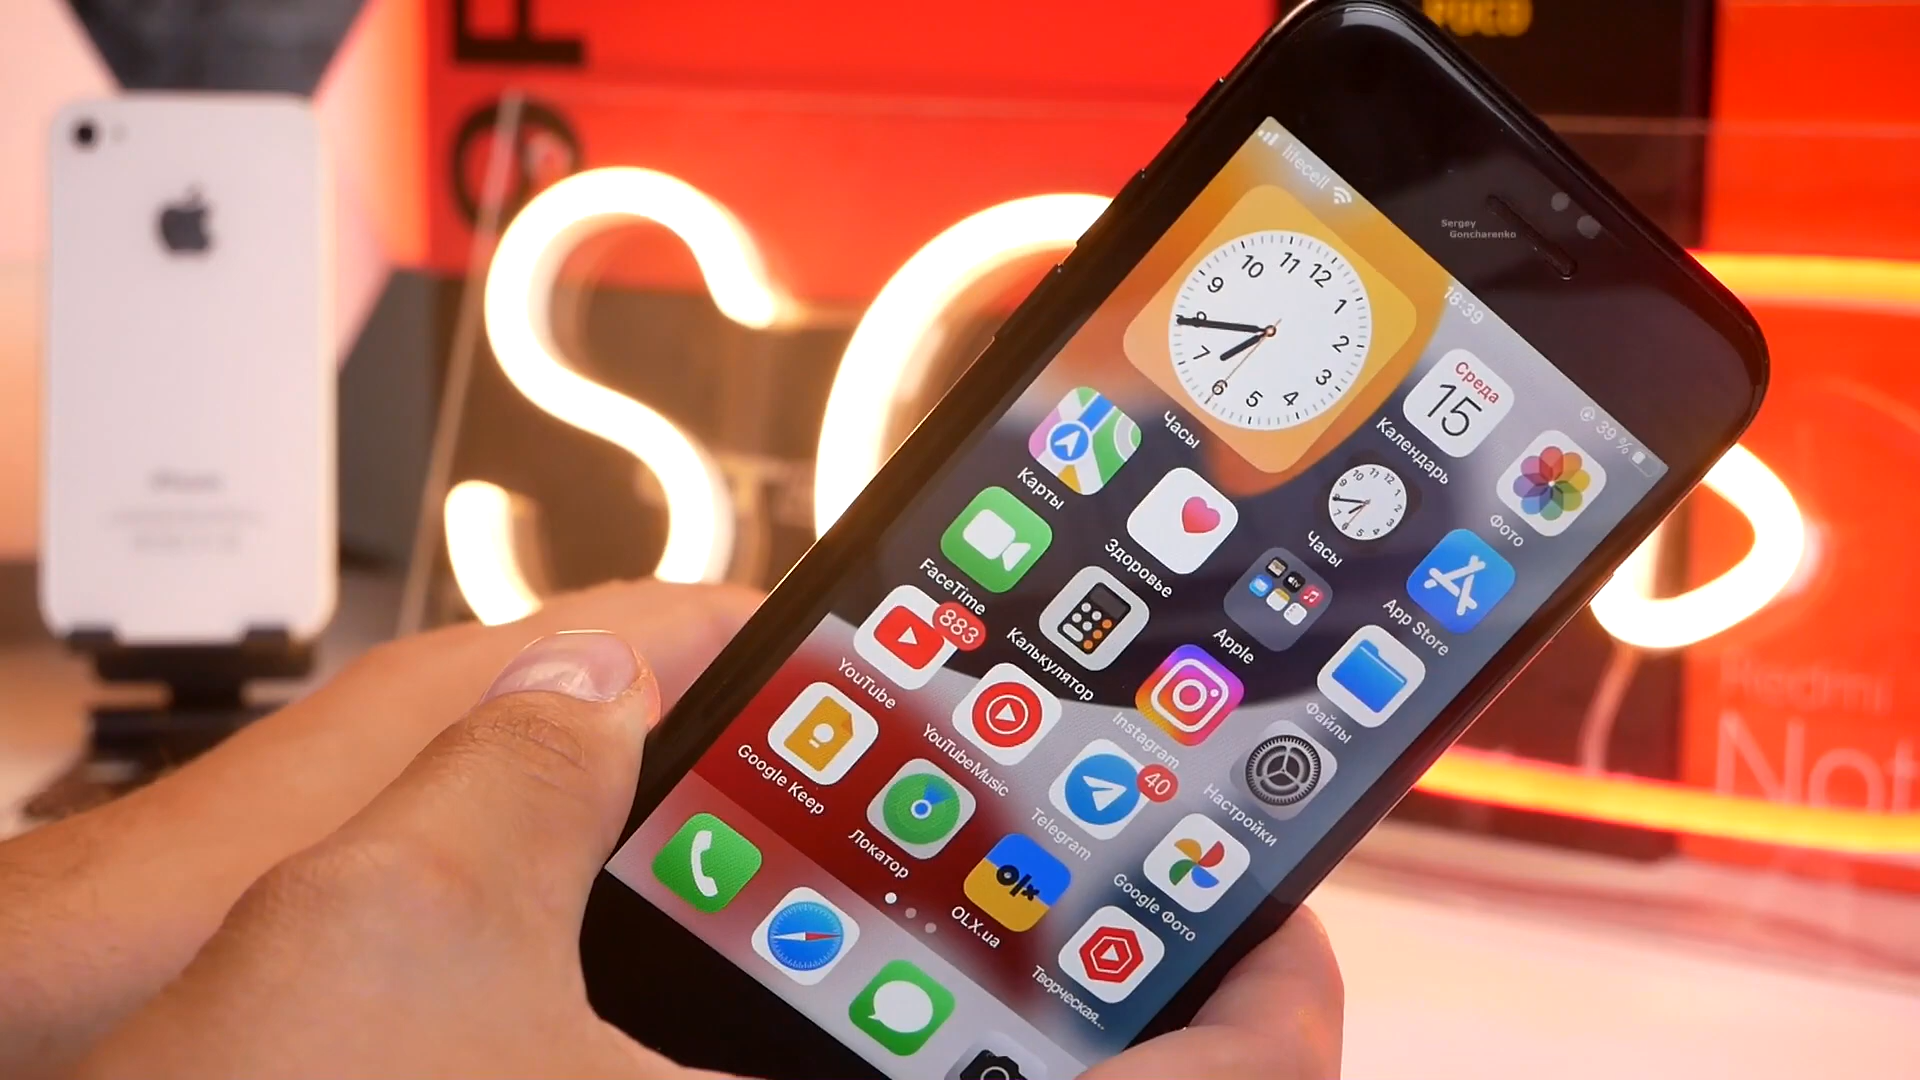 POCO
Sergey
Goncharenko
lifecell
18:39
39 %
12
1
2
3
4
5
6
7
9
10
11
Часы
Среда
15
Календарь
Карты
Здоровье
Часы
Фото
FaceTime
Калькулятор
Apple
App Store
883
YouTube
YouTubeMusic
Instagram
Файлы
Google Keep
Локатор
40
Telegram
Настройки
olx
OLX.ua
Google Фото
Творческая...
iPhone
Redmi
Not